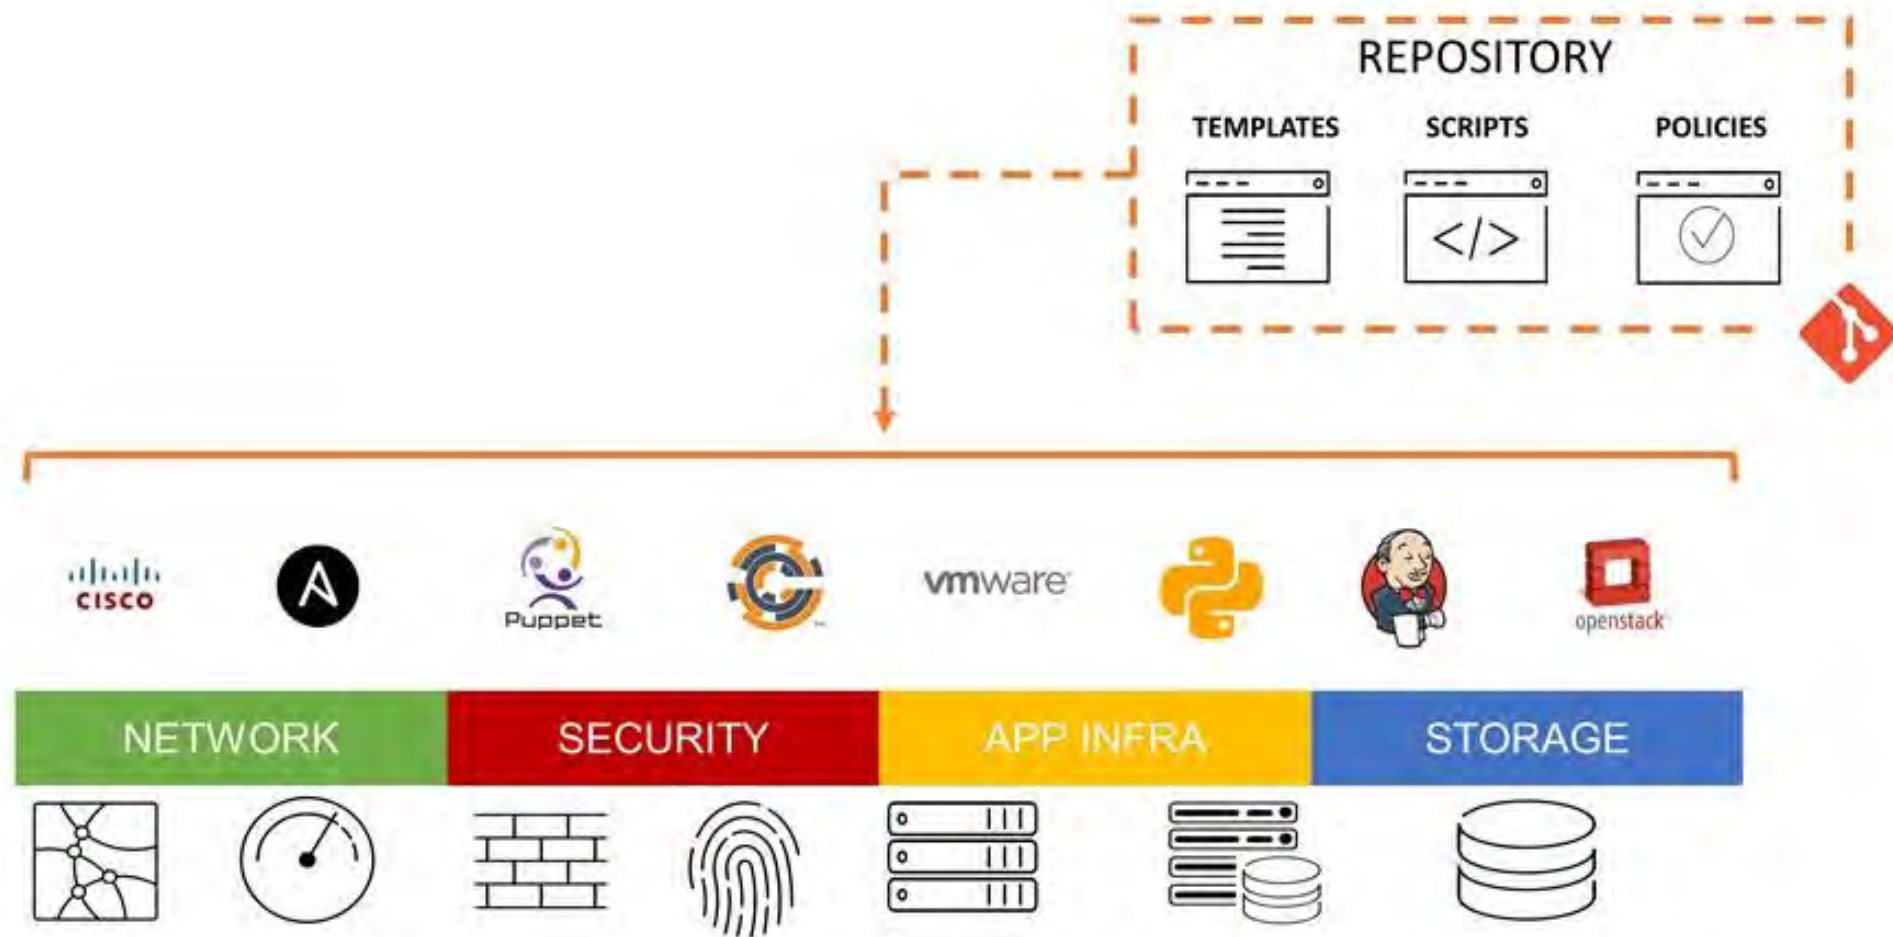 REPOSITORY
TEMPLATES SCRIPTS POLICIES
</>
CISCO
Puppet
vmware
openstack
NETWORK SECURITY APP INFRA STORAGE